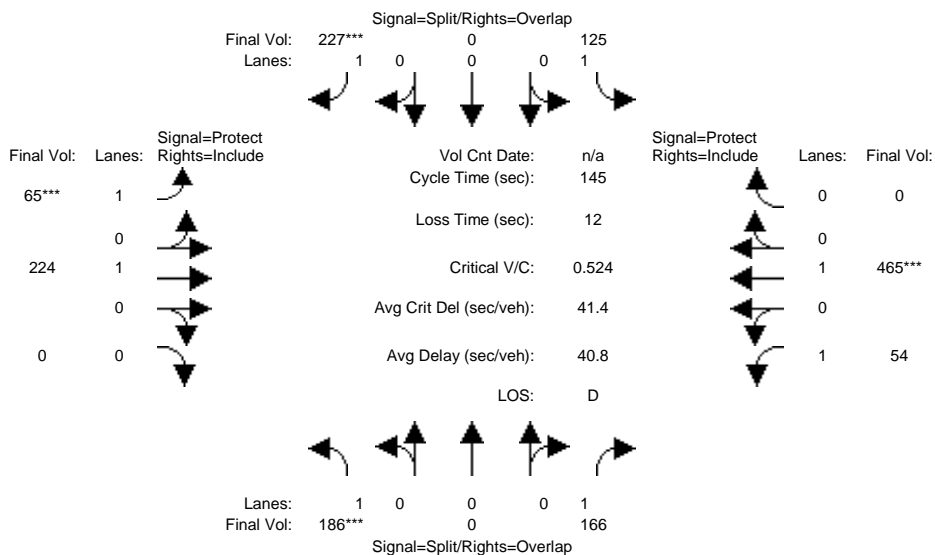 Signal=Split/Rights=Overlap
Final Vol: 227*** 0 125
Lanes: 1 0 0 0 1
Signal=Protect
Final Vol: Lanes: Rights=Include
Vol Cnt Date: n/a
Signal=Protect
Rights=Include Lanes: Final Vol:
Cycle Time (sec): 145
65*** 1
0 0
Loss Time (sec): 12
0
0
224 1
Critical V/C: 0.524
1 465***
0
Avg Crit Del (sec/veh): 41.4
0
0 0
Avg Delay (sec/veh): 40.8
1 54
LOS: D
Lanes: 1 0 0 0 1
Final Vol: 186*** 0 166
Signal=Split/Rights=Overlap